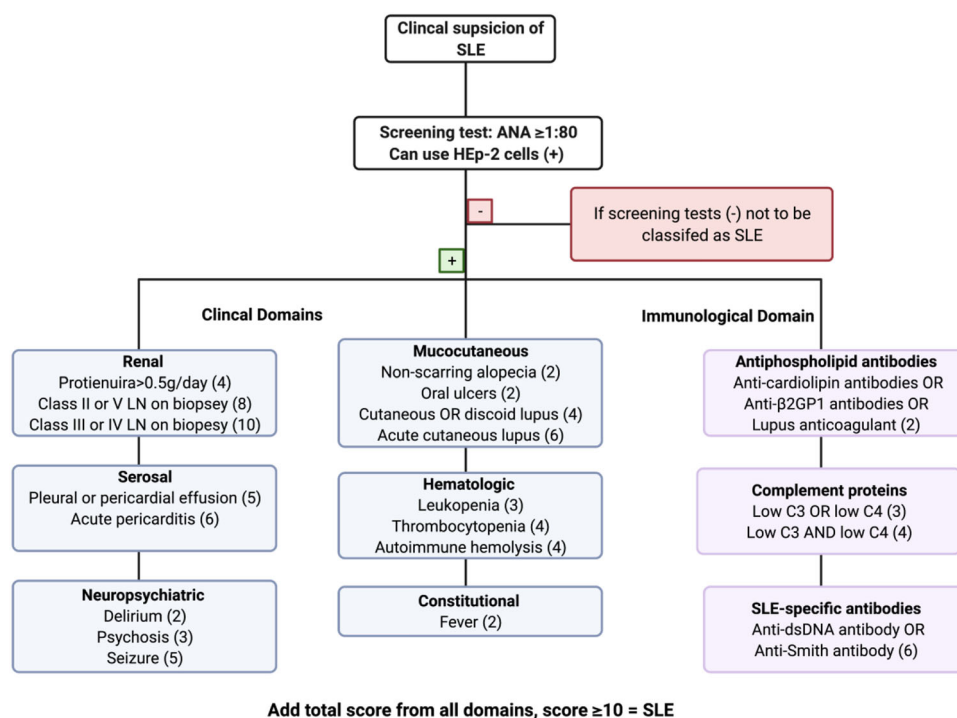 Clincal supsicion of
SLE
Screening test: ANA ≥1:80
Can use HEp-2 cells (+)
-
If screening tests (-) not to be
classifed as SLE
+
Clincal Domains
Immunological Domain
Renal
Protienuira>0.5g/day (4)
Class II or V LN on biopsey (8)
Class III or IV LN on biopesy (10)
Serosal
Pleural or pericardial effusion (5)
Acute pericarditis (6)
Neuropsychiatric
Delirium (2)
Psychosis (3)
Seizure (5)
Mucocutaneous
Non-scarring alopecia (2)
Oral ulcers (2)
Cutaneous OR discoid lupus (4)
Acute cutaneous lupus (6)
Hematologic
Leukopenia (3)
Thrombocytopenia (4)
Autoimmune hemolysis (4)
Constitutional
Fever (2)
Antiphospholipid antibodies
Anti-cardiolipin antibodies OR
Anti-β2GP1 antibodies OR
Lupus anticoagulant (2)
Complement proteins
Low C3 OR low C4 (3)
Low C3 AND low C4 (4)
SLE-specific antibodies
Anti-dsDNA antibody OR
Anti-Smith antibody (6)
Add total score from all domains, score ≥10 = SLE